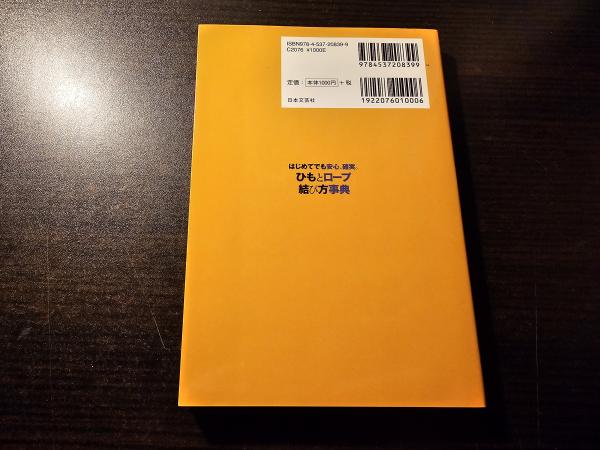 ISBN978-4-537-20839-9
C2076 ¥1000E
9784537208399
定価：本体1000円＋税
日本文芸社
1922076010006
はじめてでも安心、確実。
ひもとロープ
結び方事典